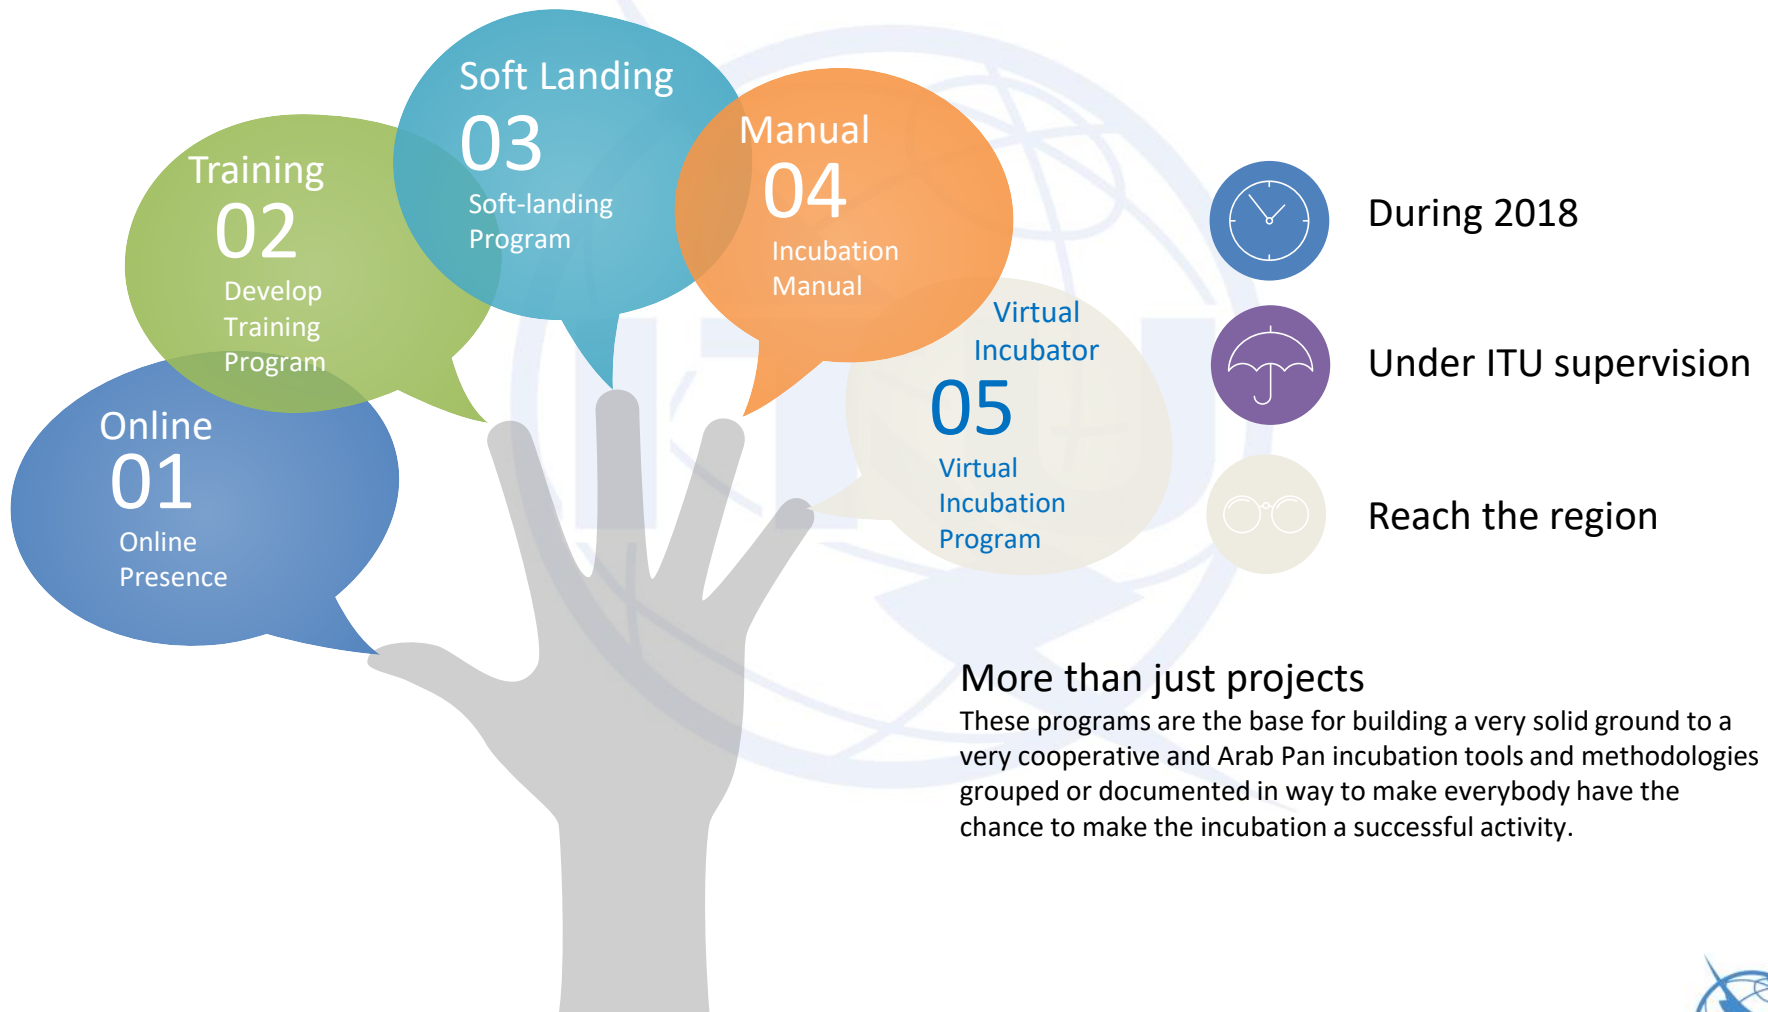 Online
01
Online
Presence
Training
02
Develop
Training
Program
Soft Landing
03
Soft-landing
Program
Manual
04
Incubation
Manual
Virtual
Incubator
05
Virtual
Incubation
Program
During 2018
Under ITU supervision
Reach the region
More than just projects
These programs are the base for building a very solid ground to a
very cooperative and Arab Pan incubation tools and methodologies
grouped or documented in way to make everybody have the
chance to make the incubation a successful activity.
ITU